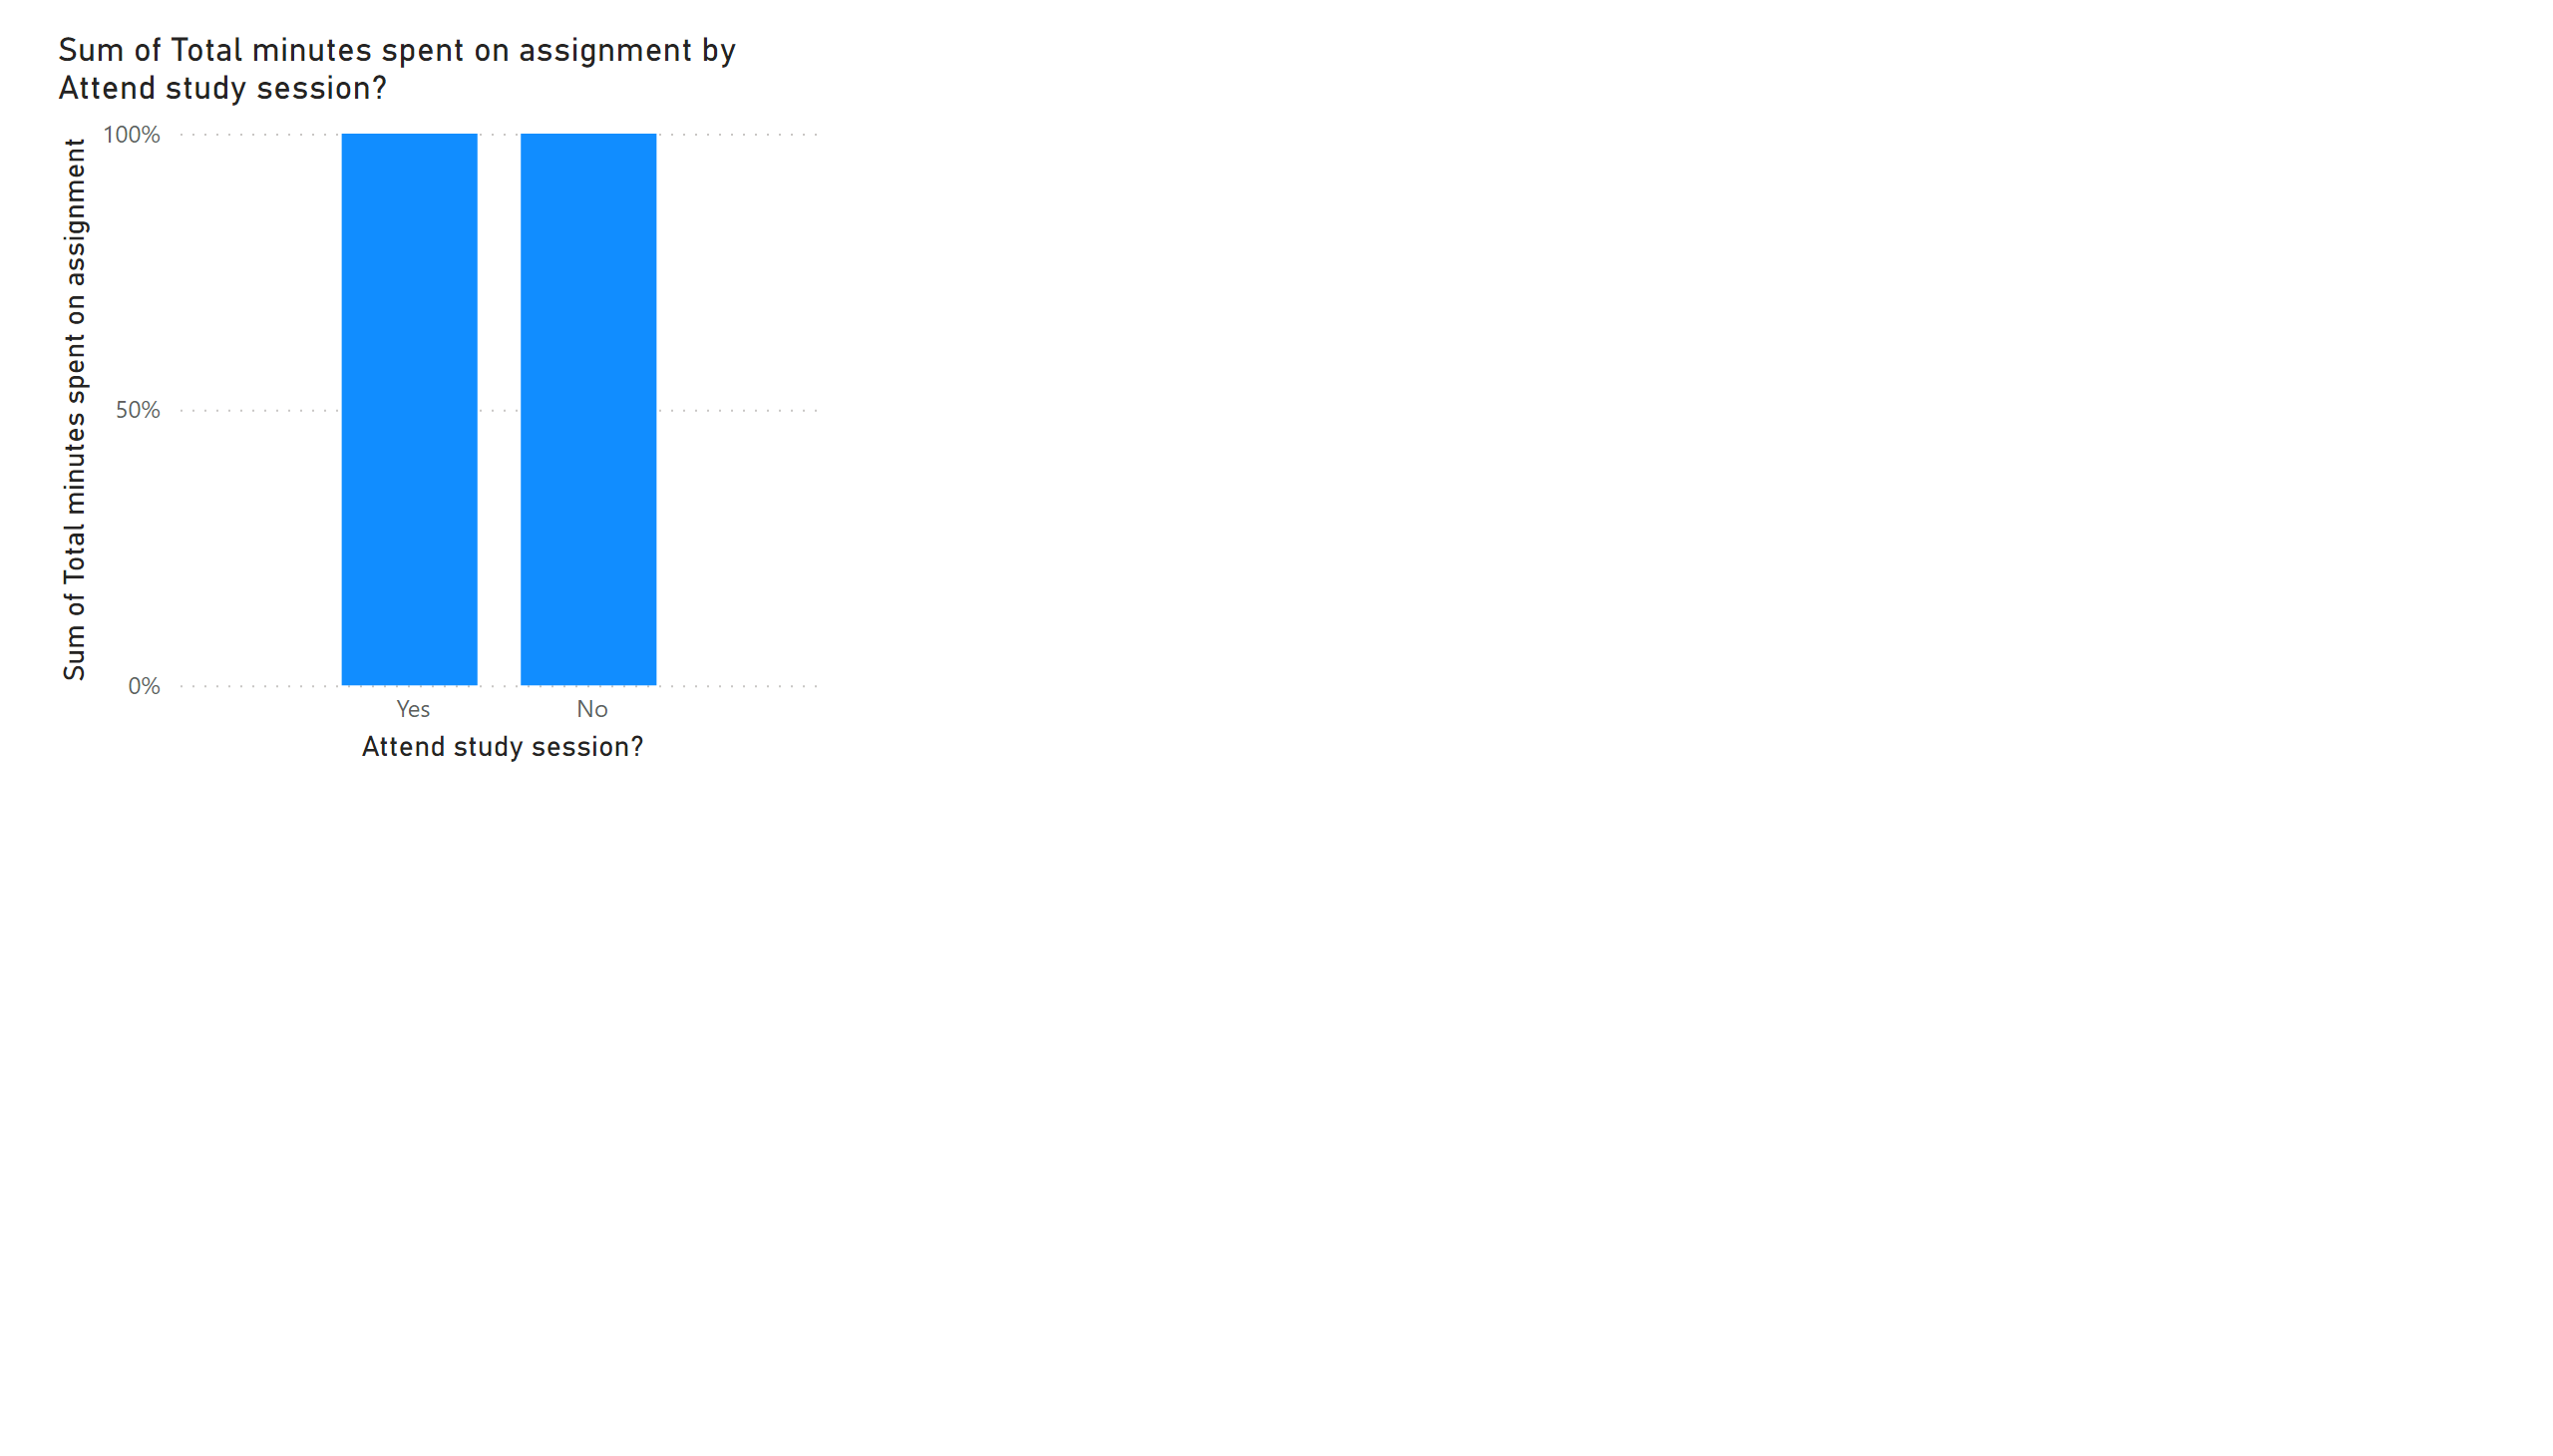 Sum of Total minutes spent on assignment by
Attend study session?
Sum of Total minutes spent on assignment
100%
50%
0%
Yes
No
Attend study session?